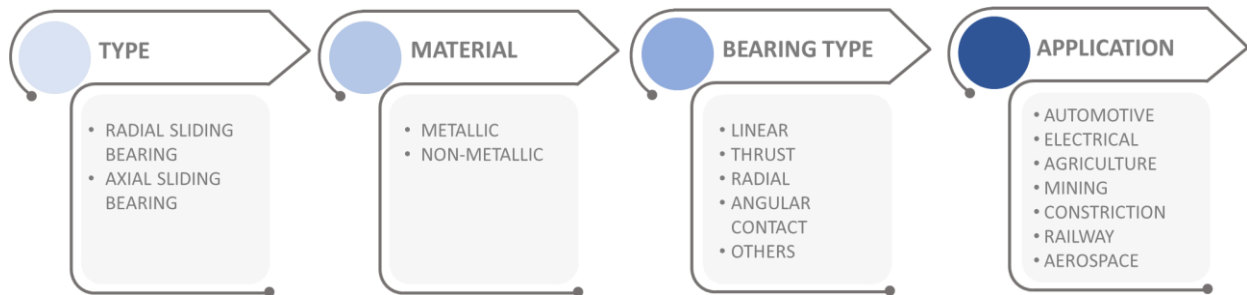 TYPE
• RADIAL SLIDING
BEARING
• AXIAL SLIDING
BEARING
MATERIAL
• METALLIC
• NON-METALLIC
BEARING TYPE
• LINEAR
• THRUST
• RADIAL
• ANGULAR
CONTACT
• OTHERS
APPLICATION
• AUTOMOTIVE
• ELECTRICAL
• AGRICULTURE
• MINING
• CONSTRICTION
• RAILWAY
• AEROSPACE